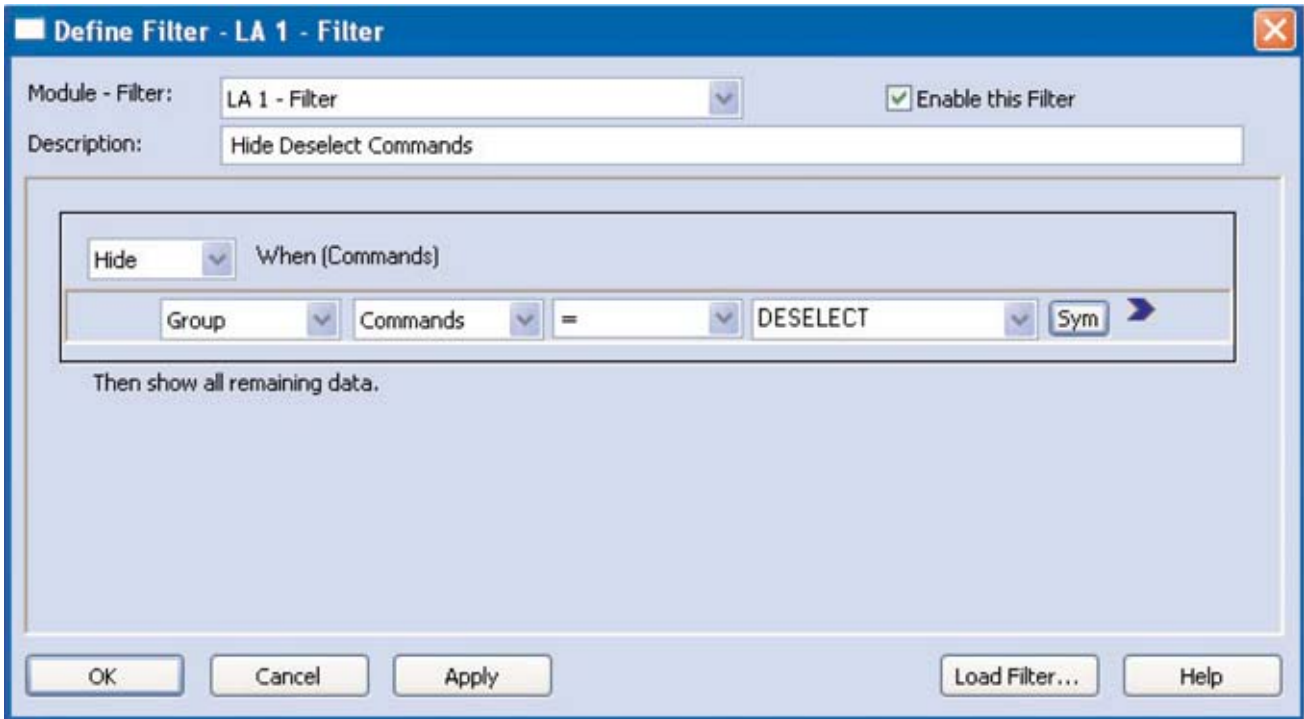 Define Filter - LA 1 - Filter
Module - Filter: LA 1 - Filter Enable this Filter
Description: Hide Deselect Commands
Hide When (Commands)
Group Commands = DESELECT Sym
Then show all remaining data.
OK Cancel Apply Load Filter... Help